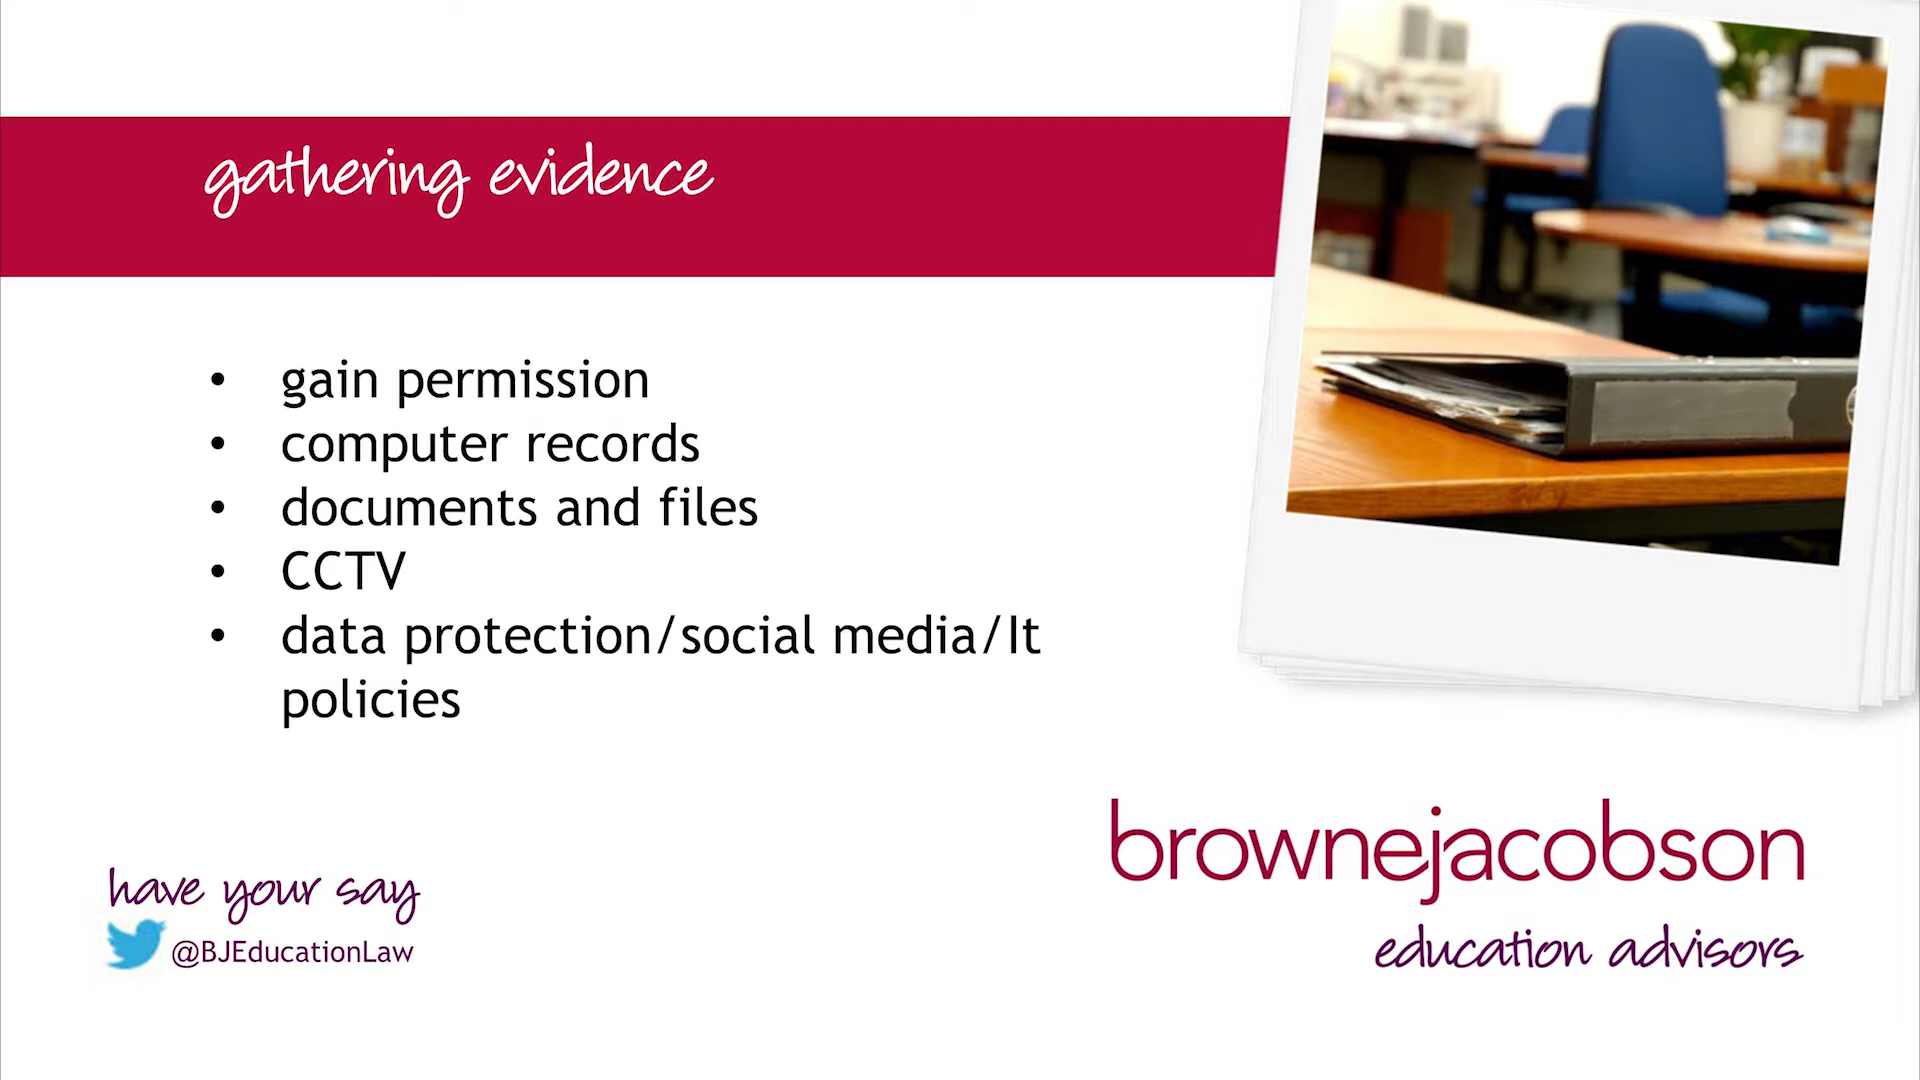 gathering evidence
• gain permission
• computer records
• documents and files
• CCTV
• data protection/social media/It
policies
have your say
@BJEducationLaw
brownejacobson
education advisors